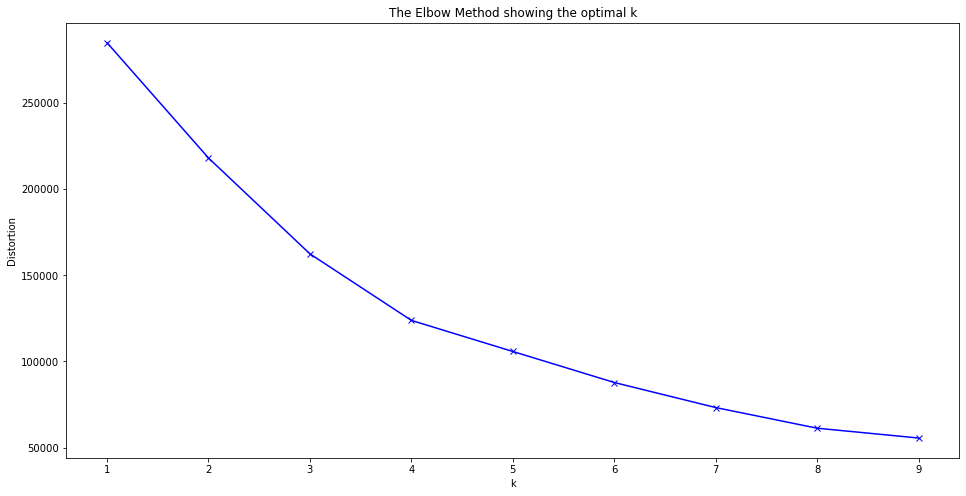 The Elbow Method showing the optimal k
250000
200000
150000
100000
50000
Distortion
1 2 3 4 5 6 7 8 9
k